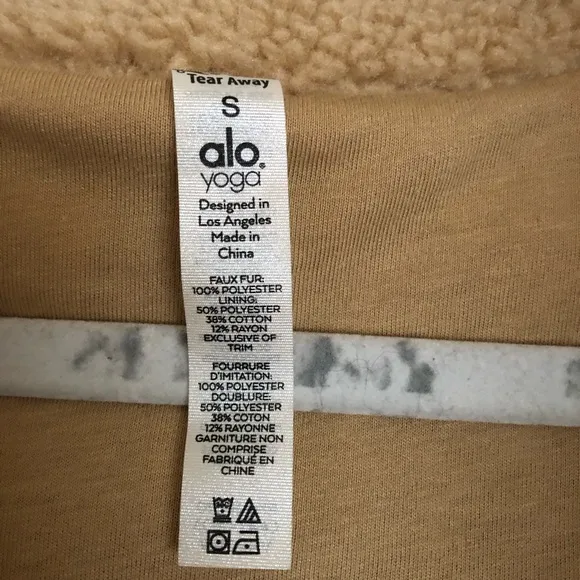 Tear Away
S
alo®
yoga
Designed in
Los Angeles
Made in
China
FAUX FUR:
100% POLYESTER
LINING:
50% POLYESTER
38% COTTON
12% RAYON
EXCLUSIVE OF
TRIM
FOURRURE
D'IMITATION:
100% POLYESTER
DOUBLURE:
50% POLYESTER
38% COTON
12% RAYONNE
GARNITURE NON
COMPRISE
FABRIQUÉ EN
CHINE